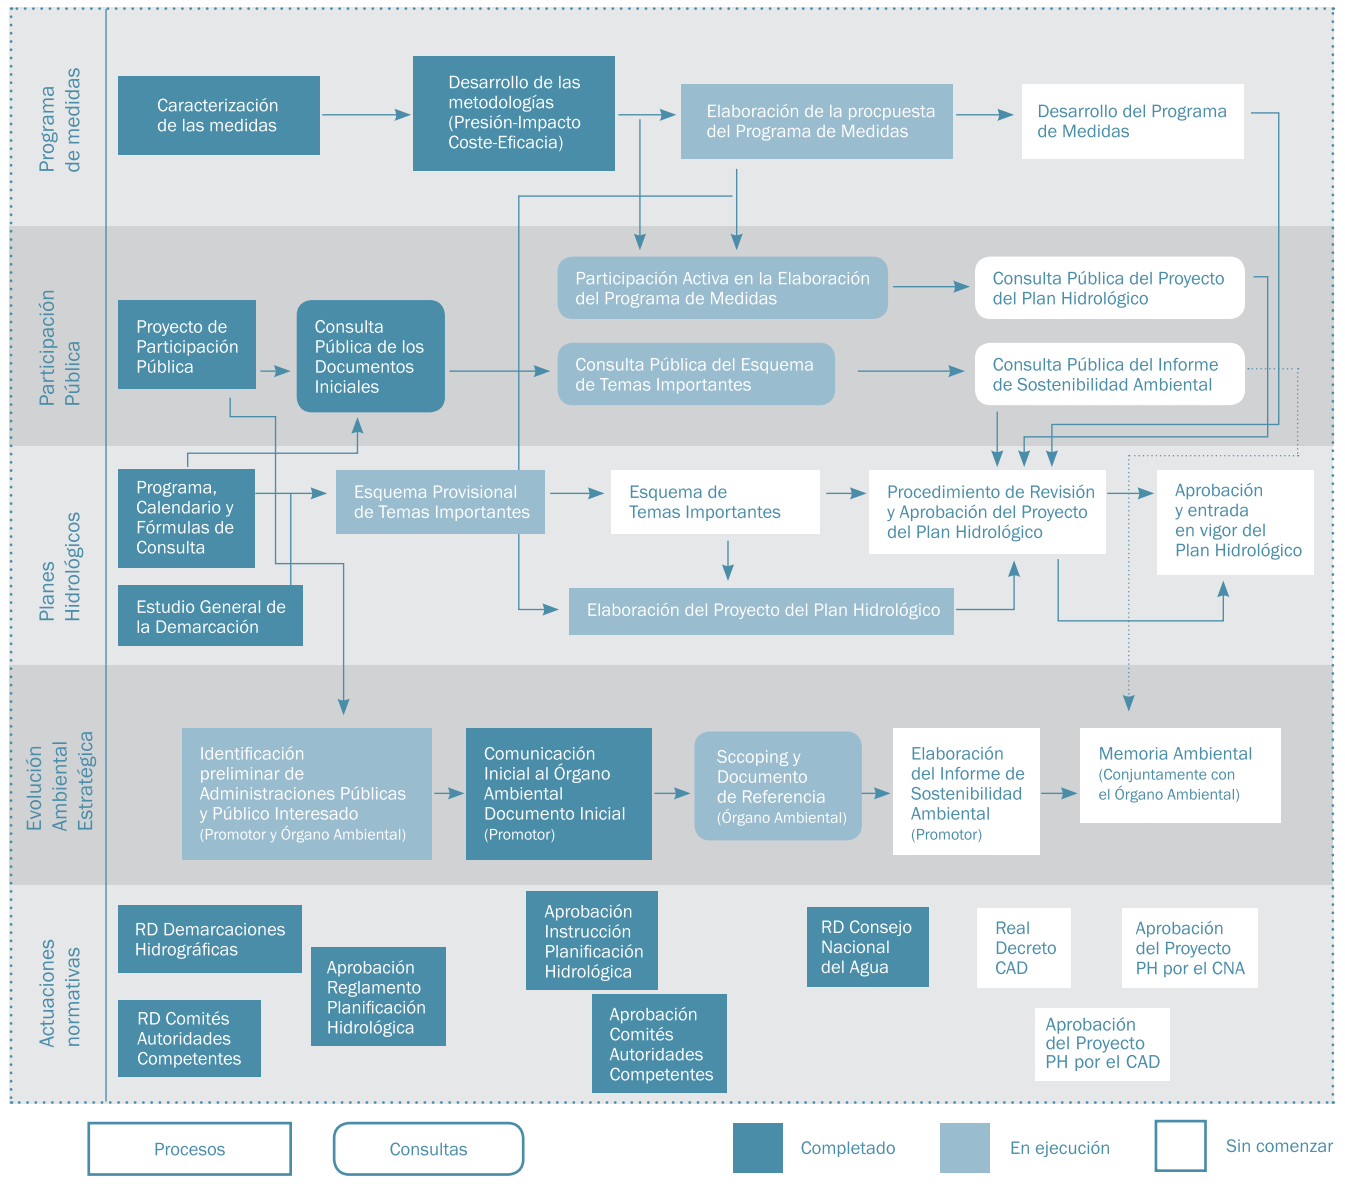 Programa
de medidas
Caracterización
de las medidas
Desarrollo de las
metodologías
(Presión-Impacto
Coste-Eficacia)
Elaboración de la procpuesta
del Programa de Medidas
Desarrollo del Programa
de Medidas
Participación
Pública
Participación Activa en la Elaboración
del Programa de Medidas
Consulta Pública del Proyecto
del Plan Hidrológico
Proyecto de
Participación
Pública
Consulta
Pública de los
Documentos
Iniciales
Consulta Pública del Esquema
de Temas Importantes
Consulta Pública del Informe
de Sostenibilidad Ambiental
Planes
Hidrológicos
Programa,
Calendario y
Fórmulas de
Consulta
Esquema Provisional
de Temas Importantes
Esquema de
Temas Importantes
Procedimiento de Revisión
y Aprobación del Proyecto
del Plan Hidrológico
Aprobación
y entrada
en vigor del
Plan Hidrológico
Estudio General de
la Demarcación
Elaboración del Proyecto del Plan Hidrológico
Evolución
Ambiental
Estratégica
Identificación
preliminar de
Administraciones Públicas
y Público Interesado
(Promotor y Órgano Ambiental)
Comunicación
Inicial al Órgano
Ambiental
Documento Inicial
(Promotor)
Sccoping y
Documento
de Referencia
(Órgano Ambiental)
Elaboración
del Informe de
Sostenibilidad
Ambiental
(Promotor)
Memoria Ambiental
(Conjuntamente con
el Órgano Ambiental)
Actuaciones
normativas
RD Demarcaciones
Hidrográficas
RD Comités
Autoridades
Competentes
Aprobación
Reglamento
Planificación
Hidrológica
Aprobación
Instrucción
Planificación
Hidrológica
Aprobación
Comités
Autoridades
Competentes
RD Consejo
Nacional
del Agua
Real
Decreto
CAD
Aprobación
del Proyecto
PH por el CNA
Aprobación
del Proyecto
PH por el CAD
Procesos
Consultas
Completado
En ejecución
Sin comenzar